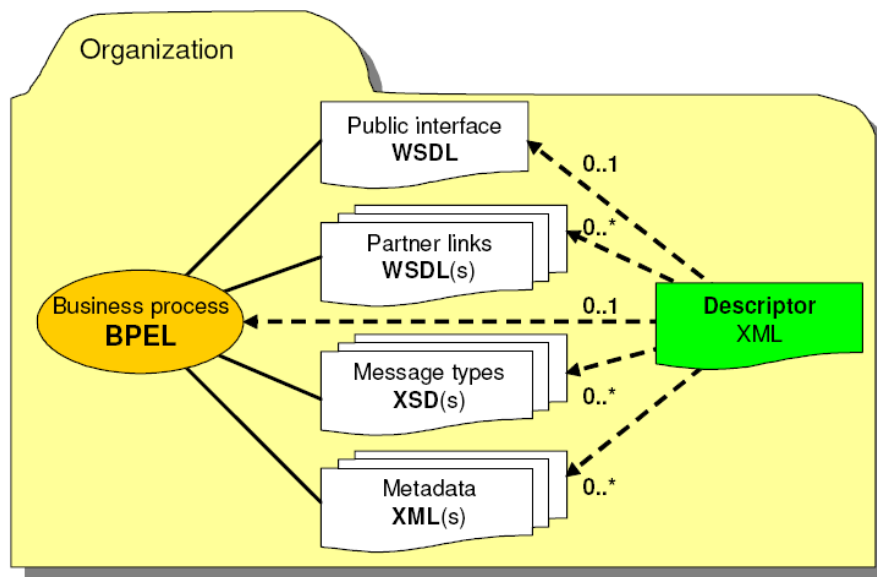 Organization
Public interface
WSDL
0..1
0..*
Partner links
WSDL(s)
Business process
BPEL
0..1
Descriptor
XML
Message types
XSD(s)
0..*
Metadata
XML(s)
0..*